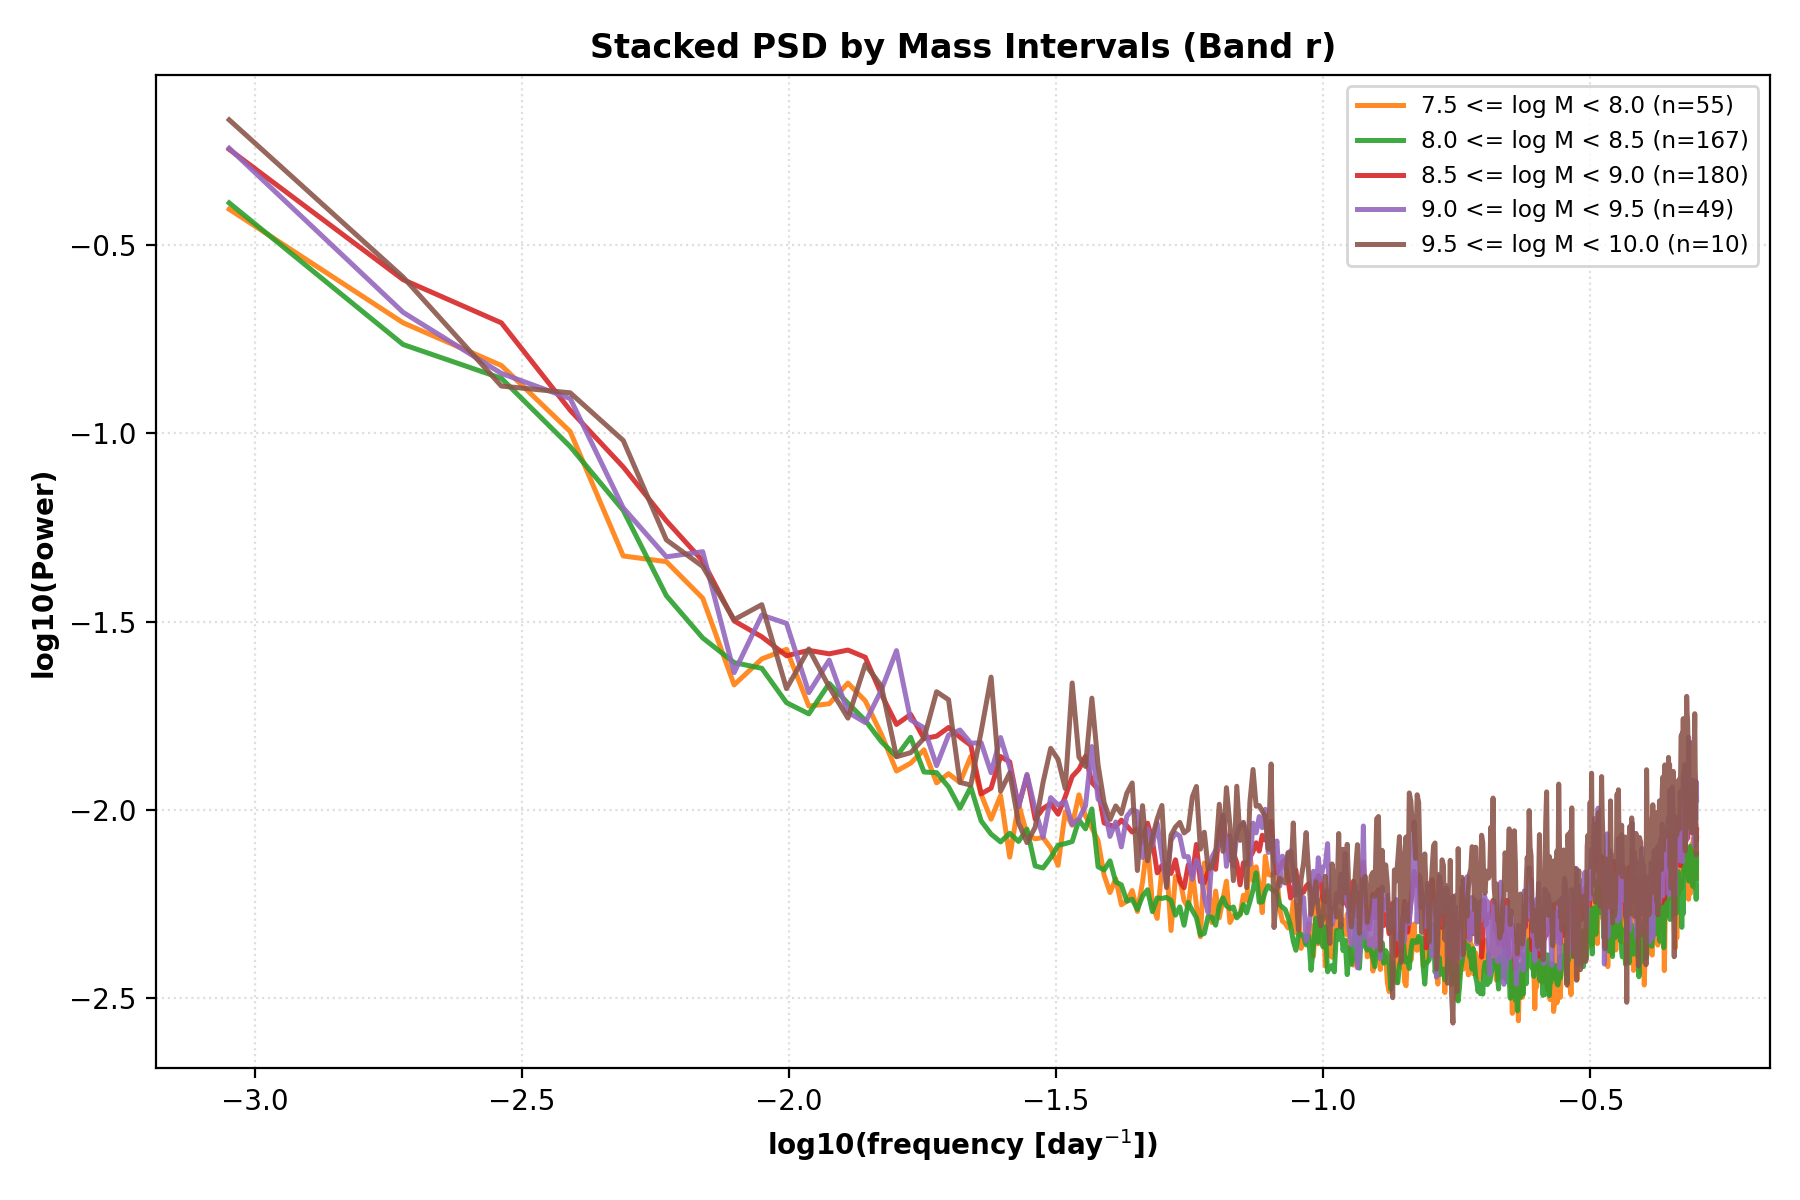 Stacked PSD by Mass Intervals (Band r)
7.5 <= log M < 8.0 (n=55)
8.0 <= log M < 8.5 (n=167)
8.5 <= log M < 9.0 (n=180)
9.0 <= log M < 9.5 (n=49)
9.5 <= log M < 10.0 (n=10)
log10(Power)
−0.5
−1.0
−1.5
−2.0
−2.5
−3.0 −2.5 −2.0 −1.5 −1.0 −0.5
log10(frequency [day⁻¹])